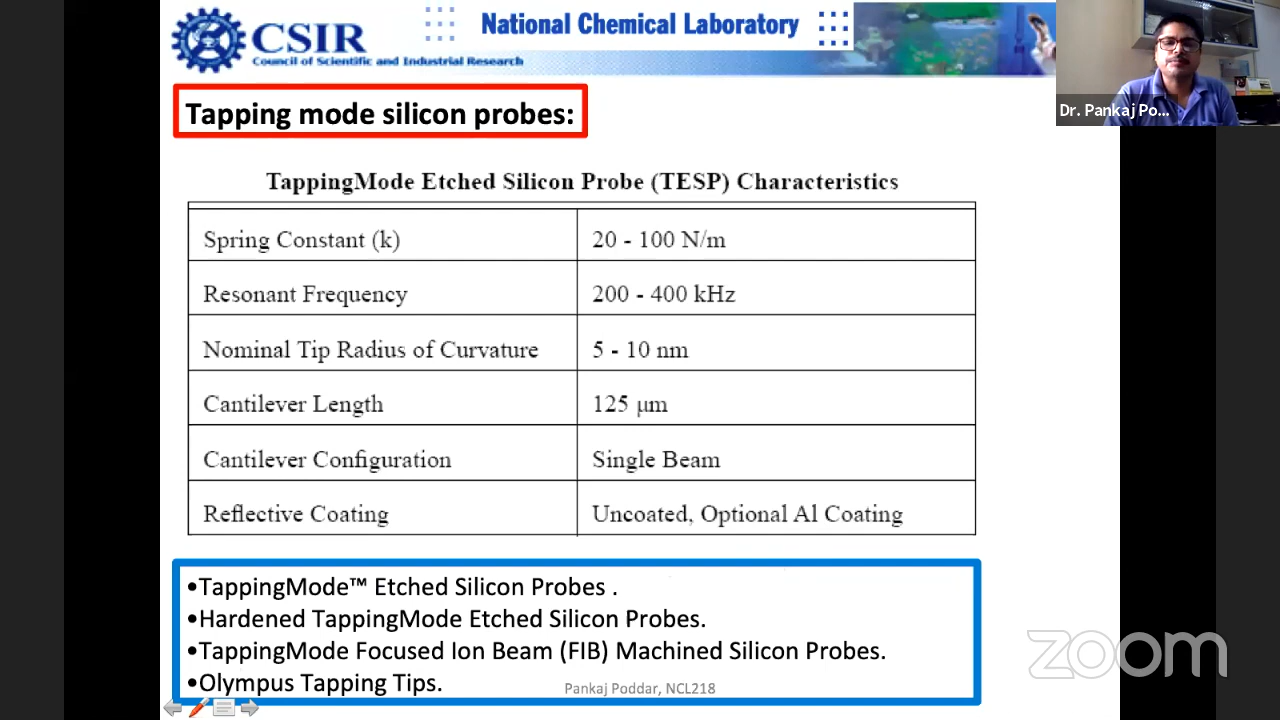 CSIR
Council of Scientific and Industrial Research
National Chemical Laboratory
Dr. Pankaj Po...
Tapping mode silicon probes:
TappingMode Etched Silicon Probe (TESP) Characteristics
Spring Constant (k) 20 - 100 N/m
Resonant Frequency 200 - 400 kHz
Nominal Tip Radius of Curvature 5 - 10 nm
Cantilever Length 125 μm
Cantilever Configuration Single Beam
Reflective Coating Uncoated, Optional Al Coating
•TappingMode™ Etched Silicon Probes .
•Hardened TappingMode Etched Silicon Probes.
•TappingMode Focused Ion Beam (FIB) Machined Silicon Probes.
•Olympus Tapping Tips.
Pankaj Poddar, NCL218
zoom